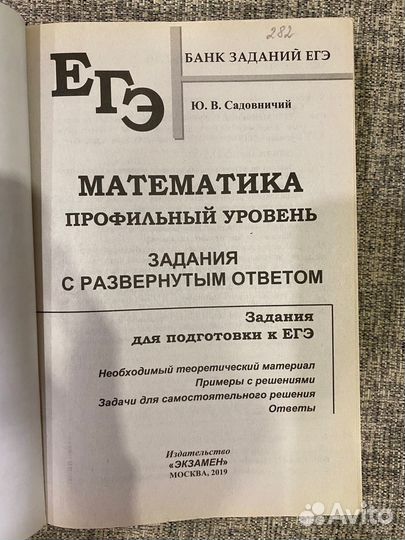 282
ЕГЭ
БАНК ЗАДАНИЙ ЕГЭ
Ю. В. Садовничий
МАТЕМАТИКА
ПРОФИЛЬНЫЙ УРОВЕНЬ
ЗАДАНИЯ
С РАЗВЕРНУТЫМ ОТВЕТОМ
Задания
для подготовки к ЕГЭ
Необходимый теоретический материал
Примеры с решениями
Задачи для самостоятельного решения
Ответы
Издательство
«ЭКЗАМЕН»
МОСКВА, 2019
Avito